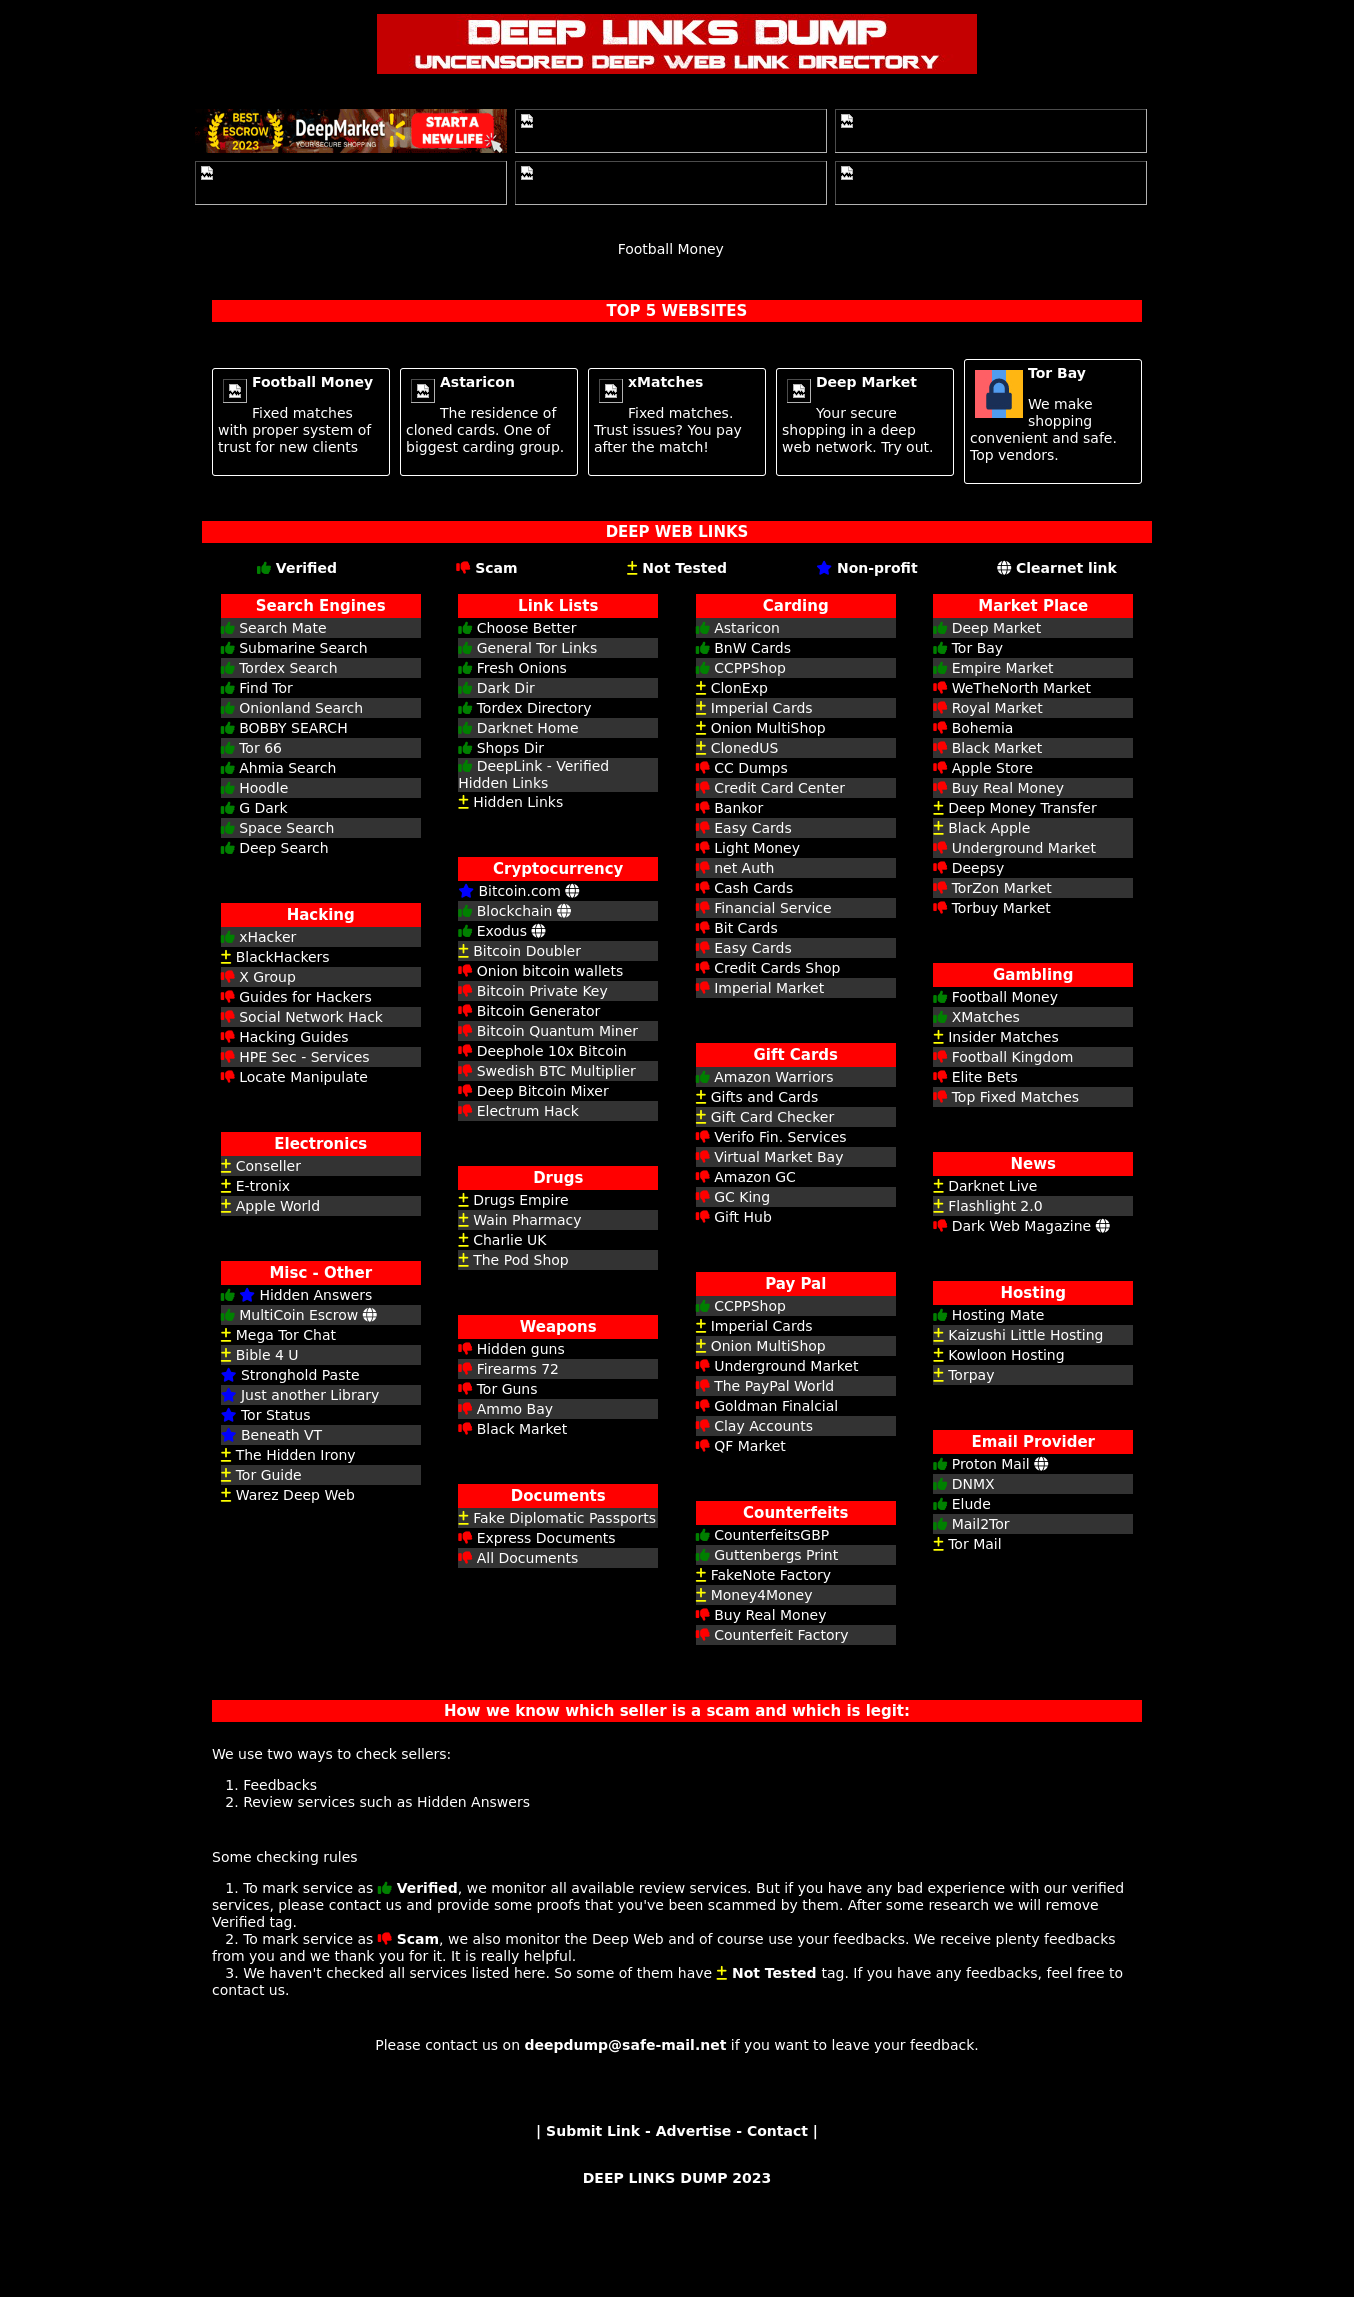 DEEP LINKS DUMP
UNCENSORED DEEP WEB LINK DIRECTORY
BEST
ESCROW
2023
DeepMarket
YOUR SECURE SHOPPING
START A
NEW LIFE
Football Money
TOP 5 WEBSITES
Football Money
Fixed matches
with proper system of
trust for new clients
Astaricon
The residence of
cloned cards. One of
biggest carding group.
xMatches
Fixed matches.
Trust issues? You pay
after the match!
Deep Market
Your secure
shopping in a deep
web network. Try out.
Tor Bay
We make
shopping
convenient and safe.
Top vendors.
DEEP WEB LINKS
Verified
Scam
± Not Tested
Non-profit
Clearnet link
Search Engines
Search Mate
Submarine Search
Tordex Search
Find Tor
Onionland Search
BOBBY SEARCH
Tor 66
Ahmia Search
Hoodle
G Dark
Space Search
Deep Search
Hacking
xHacker
± BlackHackers
X Group
Guides for Hackers
Social Network Hack
Hacking Guides
HPE Sec - Services
Locate Manipulate
Electronics
± Conseller
± E-tronix
± Apple World
Misc - Other
Hidden Answers
MultiCoin Escrow
± Mega Tor Chat
± Bible 4 U
Stronghold Paste
Just another Library
Tor Status
Beneath VT
± The Hidden Irony
± Tor Guide
± Warez Deep Web
Link Lists
Choose Better
General Tor Links
Fresh Onions
Dark Dir
Tordex Directory
Darknet Home
Shops Dir
DeepLink - Verified
Hidden Links
± Hidden Links
Cryptocurrency
Bitcoin.com
Blockchain
Exodus
± Bitcoin Doubler
Onion bitcoin wallets
Bitcoin Private Key
Bitcoin Generator
Bitcoin Quantum Miner
Deephole 10x Bitcoin
Swedish BTC Multiplier
Deep Bitcoin Mixer
Electrum Hack
Drugs
± Drugs Empire
± Wain Pharmacy
± Charlie UK
± The Pod Shop
Weapons
Hidden guns
Firearms 72
Tor Guns
Ammo Bay
Black Market
Documents
± Fake Diplomatic Passports
Express Documents
All Documents
Carding
Astaricon
BnW Cards
CCPPShop
± ClonExp
± Imperial Cards
± Onion MultiShop
± ClonedUS
CC Dumps
Credit Card Center
Bankor
Easy Cards
Light Money
net Auth
Cash Cards
Financial Service
Bit Cards
Easy Cards
Credit Cards Shop
Imperial Market
Gift Cards
Amazon Warriors
± Gifts and Cards
± Gift Card Checker
Verifo Fin. Services
Virtual Market Bay
Amazon GC
GC King
Gift Hub
Pay Pal
CCPPShop
± Imperial Cards
± Onion MultiShop
Underground Market
The PayPal World
Goldman Finalcial
Clay Accounts
QF Market
Counterfeits
CounterfeitsGBP
Guttenbergs Print
± FakeNote Factory
± Money4Money
Buy Real Money
Counterfeit Factory
Market Place
Deep Market
Tor Bay
Empire Market
WeTheNorth Market
Royal Market
Bohemia
Black Market
Apple Store
Buy Real Money
± Deep Money Transfer
± Black Apple
Underground Market
Deepsy
TorZon Market
Torbuy Market
Gambling
Football Money
XMatches
± Insider Matches
Football Kingdom
Elite Bets
Top Fixed Matches
News
± Darknet Live
± Flashlight 2.0
Dark Web Magazine
Hosting
Hosting Mate
± Kaizushi Little Hosting
± Kowloon Hosting
± Torpay
Email Provider
Proton Mail
DNMX
Elude
Mail2Tor
± Tor Mail
How we know which seller is a scam and which is legit:
We use two ways to check sellers:
1. Feedbacks
2. Review services such as Hidden Answers
Some checking rules
1. To mark service as Verified, we monitor all available review services. But if you have any bad experience with our verified
services, please contact us and provide some proofs that you've been scammed by them. After some research we will remove
Verified tag.
2. To mark service as Scam, we also monitor the Deep Web and of course use your feedbacks. We receive plenty feedbacks
from you and we thank you for it. It is really helpful.
3. We haven't checked all services listed here. So some of them have ± Not Tested tag. If you have any feedbacks, feel free to
contact us.
Please contact us on deepdump@safe-mail.net if you want to leave your feedback.
| Submit Link - Advertise - Contact |
DEEP LINKS DUMP 2023